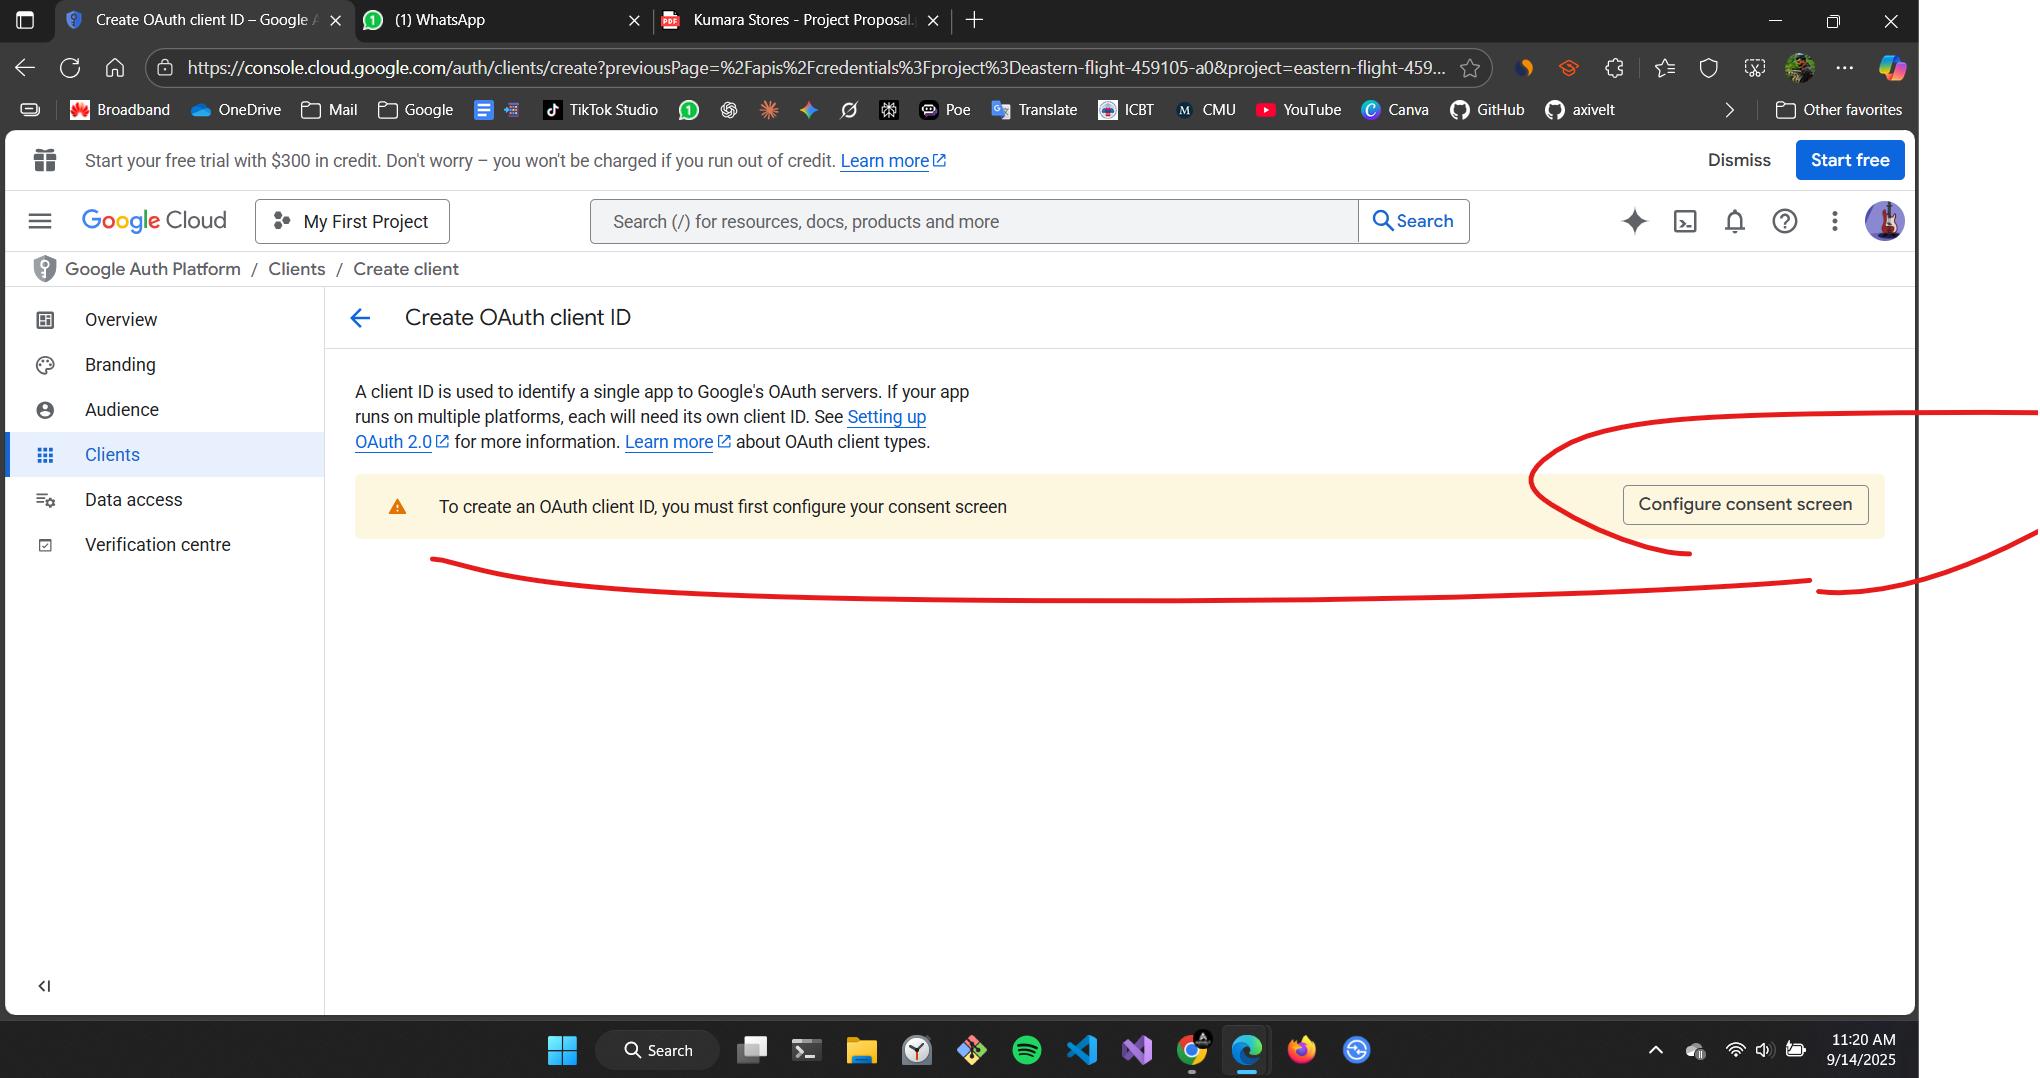 Create OAuth client ID – Google A
(1) WhatsApp
Kumara Stores - Project Proposal.
https://console.cloud.google.com/auth/clients/create?previousPage=%2Fapis%2Fcredentials%3Fproject%3Deastern-flight-459105-a0&project=eastern-flight-459...
Broadband
OneDrive
Mail
Google
TikTok Studio
Poe
Translate
ICBT
CMU
YouTube
Canva
GitHub
axivelt
Other favorites
Start your free trial with $300 in credit. Don't worry – you won't be charged if you run out of credit. Learn more
Dismiss
Start free
Google Cloud
My First Project
Search (/) for resources, docs, products and more
Search
Google Auth Platform / Clients / Create client
Overview
Branding
Audience
Clients
Data access
Verification centre
Create OAuth client ID
A client ID is used to identify a single app to Google's OAuth servers. If your app
runs on multiple platforms, each will need its own client ID. See Setting up
OAuth 2.0 for more information. Learn more about OAuth client types.
To create an OAuth client ID, you must first configure your consent screen
Configure consent screen
Search
11:20 AM
9/14/2025